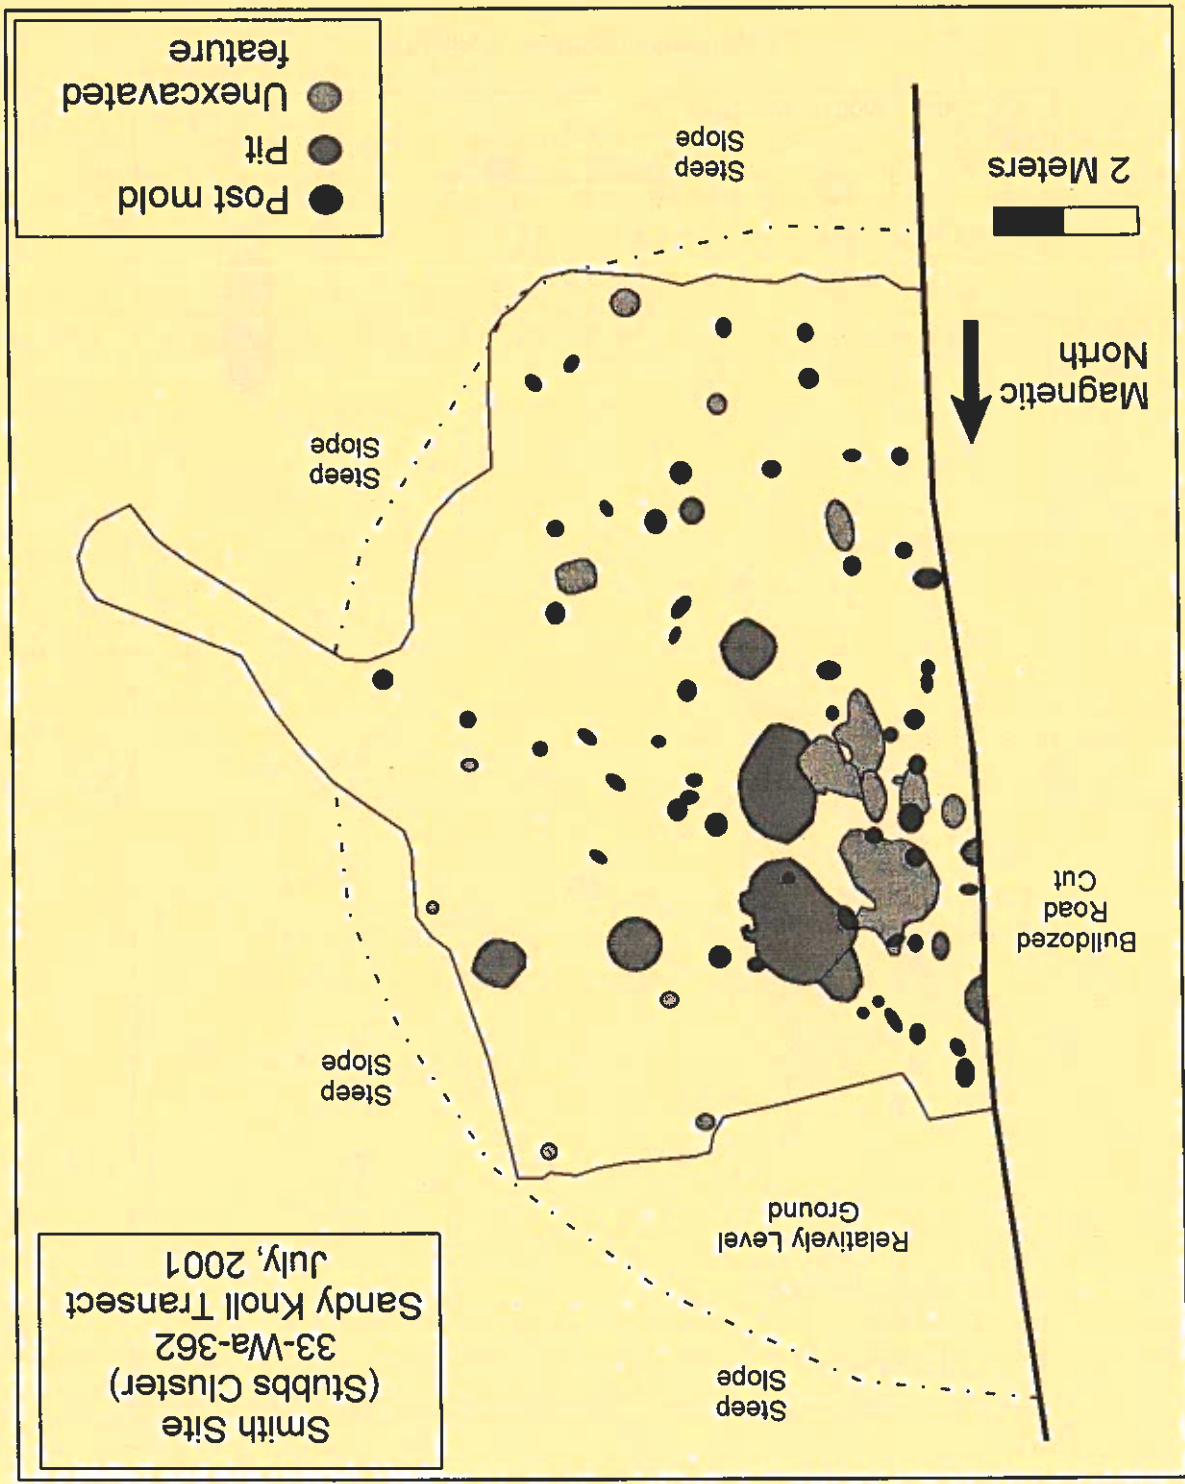 Smith Site
(Stubbs Cluster)
33-Wa-362
Sandy Knoll Transect
July, 2001
Steep
Slope
Relatively Level
Ground
Steep
Slope
Bulldozed
Road
Cut
Steep
Slope
Magnetic
North
2 Meters
Steep
Slope
Post mold
Pit
Unexcavated
feature